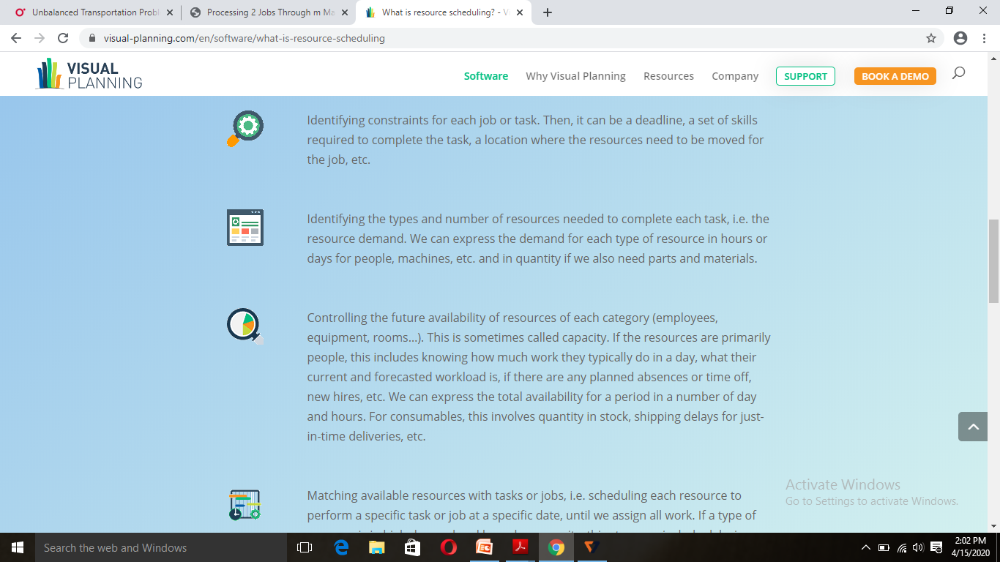 Unbalanced Transportation Probl
Processing 2 Jobs Through m Ma
What is resource scheduling? - V
visual-planning.com/en/software/what-is-resource-scheduling
VISUAL
PLANNING
Software
Why Visual Planning
Resources
Company
SUPPORT
BOOK A DEMO
Identifying constraints for each job or task. Then, it can be a deadline, a set of skills
required to complete the task, a location where the resources need to be moved for
the job, etc.
Identifying the types and number of resources needed to complete each task, i.e. the
resource demand. We can express the demand for each type of resource in hours or
days for people, machines, etc. and in quantity if we also need parts and materials.
Controlling the future availability of resources of each category (employees,
equipment, rooms...). This is sometimes called capacity. If the resources are primarily
people, this includes knowing how much work they typically do in a day, what their
current and forecasted workload is, if there are any planned absences or time off,
new hires, etc. We can express the total availability for a period in a number of day
and hours. For consumables, this involves quantity in stock, shipping delays for just-
in-time deliveries, etc.
Matching available resources with tasks or jobs, i.e. scheduling each resource to
perform a specific task or job at a specific date, until we assign all work. If a type of
Activate Windows
Go to Settings to activate Windows.
Search the web and Windows
2:02 PM
4/15/2020